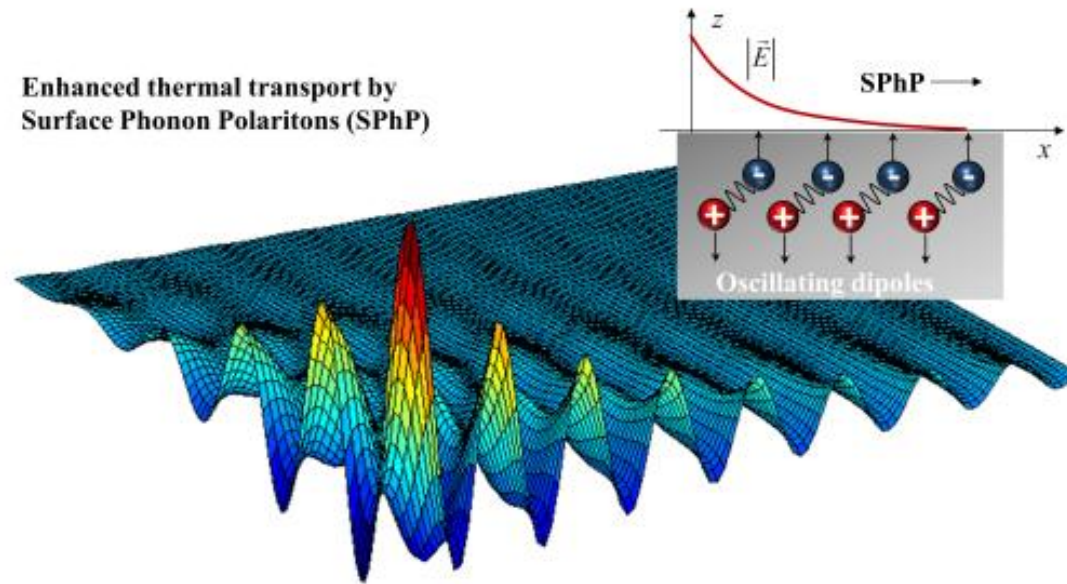 Enhanced thermal transport by
Surface Phonon Polaritons (SPhP)
z
|E⃗|
SPhP
x
- - - -
+ + + +
Oscillating dipoles